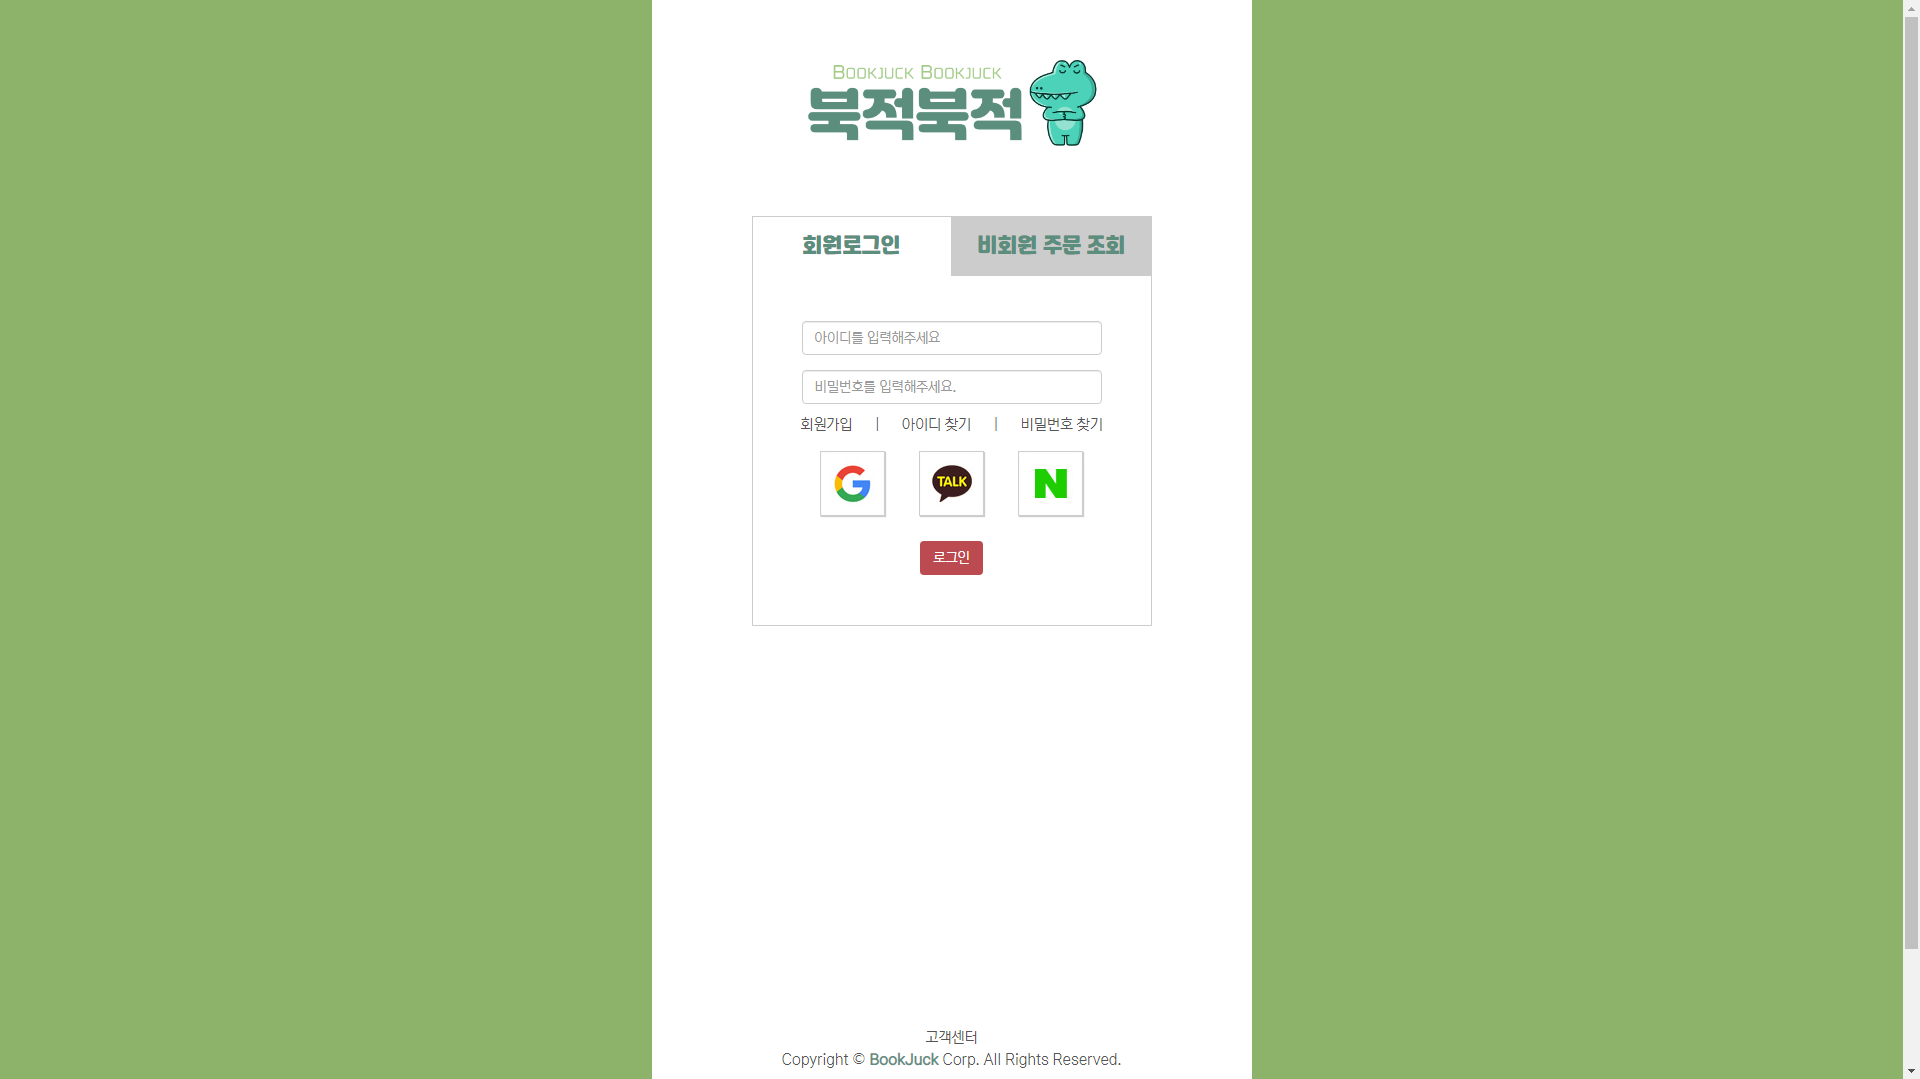 Bookjuck Bookjuck
북적북적
회원로그인
비회원 주문 조회
아이디를 입력해주세요
비밀번호를 입력해주세요.
회원가입 | 아이디 찾기 | 비밀번호 찾기
G TALK N
로그인
고객센터
Copyright © BookJuck Corp. All Rights Reserved.